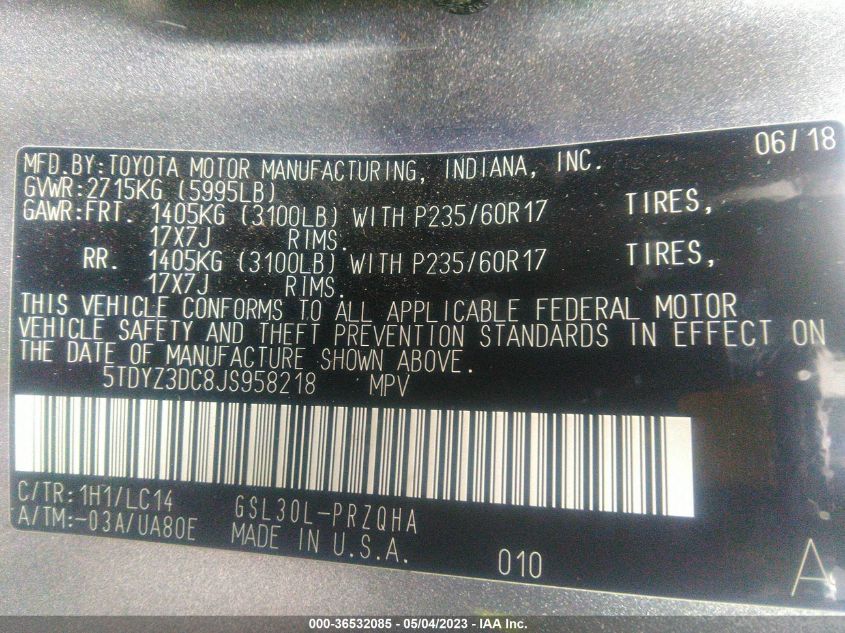 06/18
MFD.BY:TOYOTA MOTOR MANUFACTURING, INDIANA, INC.
GVWR:2715KG (5995LB)
GAWR:FRT. 1405KG (3100LB) WITH P235/60R17 TIRES,
17X7J RIMS.
RR. 1405KG (3100LB) WITH P235/60R17 TIRES,
17X7J RIMS.
THIS VEHICLE CONFORMS TO ALL APPLICABLE FEDERAL MOTOR
VEHICLE SAFETY AND THEFT PREVENTION STANDARDS IN EFFECT ON
THE DATE OF MANUFACTURE SHOWN ABOVE.
5TDYZ3DC8JS958218 MPV
C/TR:1H1/LC14 GSL30L-PRZQHA
A/TM:-03A/UA80E MADE IN U.S.A. 010 A
000-36532085 - 05/04/2023 - IAA Inc.